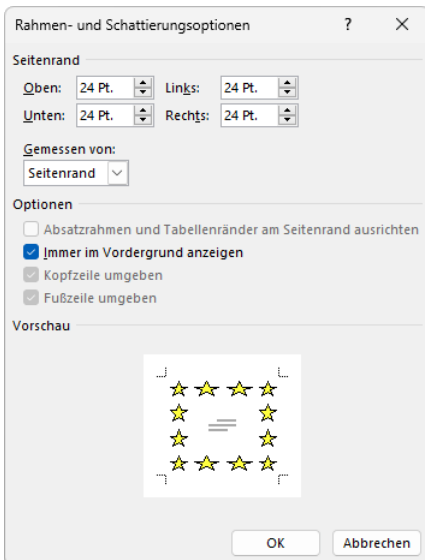 Rahmen- und Schattierungsoptionen ?
Seitenrand
Oben: 24 Pt. Links: 24 Pt.
Unten: 24 Pt. Rechts: 24 Pt.
Gemessen von:
Seitenrand
Optionen
Absatzrahmen und Tabellenränder am Seitenrand ausrichten
Immer im Vordergrund anzeigen
Kopfzeile umgeben
Fußzeile umgeben
Vorschau
OK Abbrechen